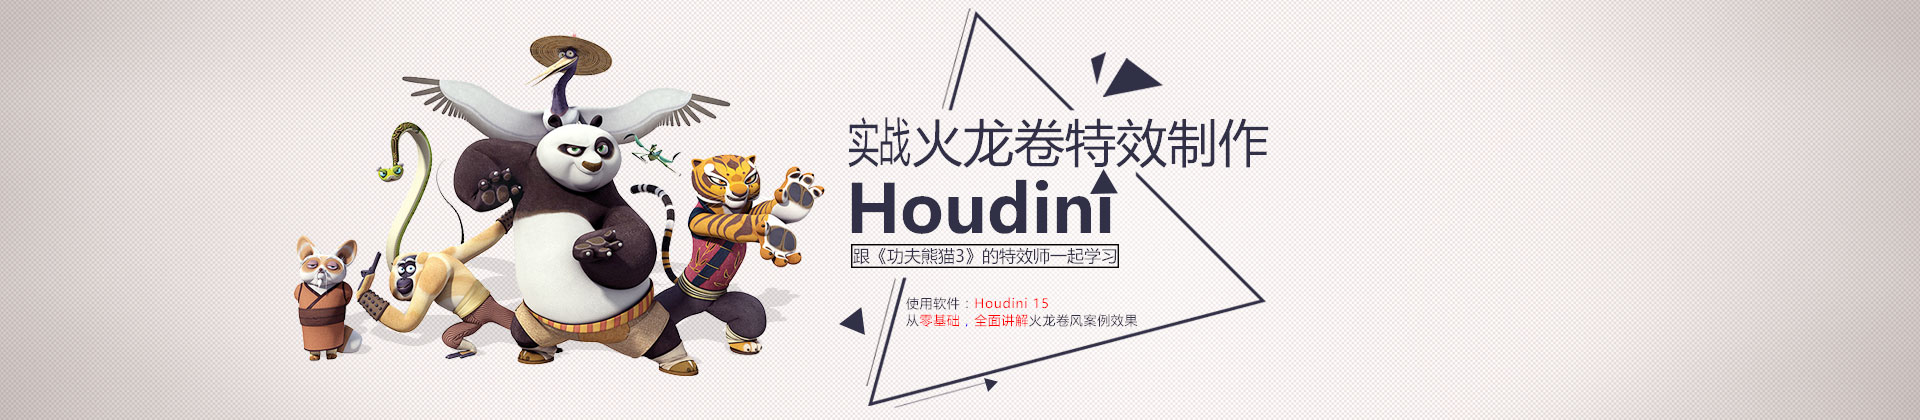 实战火龙卷特效制作
Houdini
跟《功夫熊猫3》的特效师一起学习
使用软件：Houdini 15
从零基础，全面讲解火龙卷风案例效果